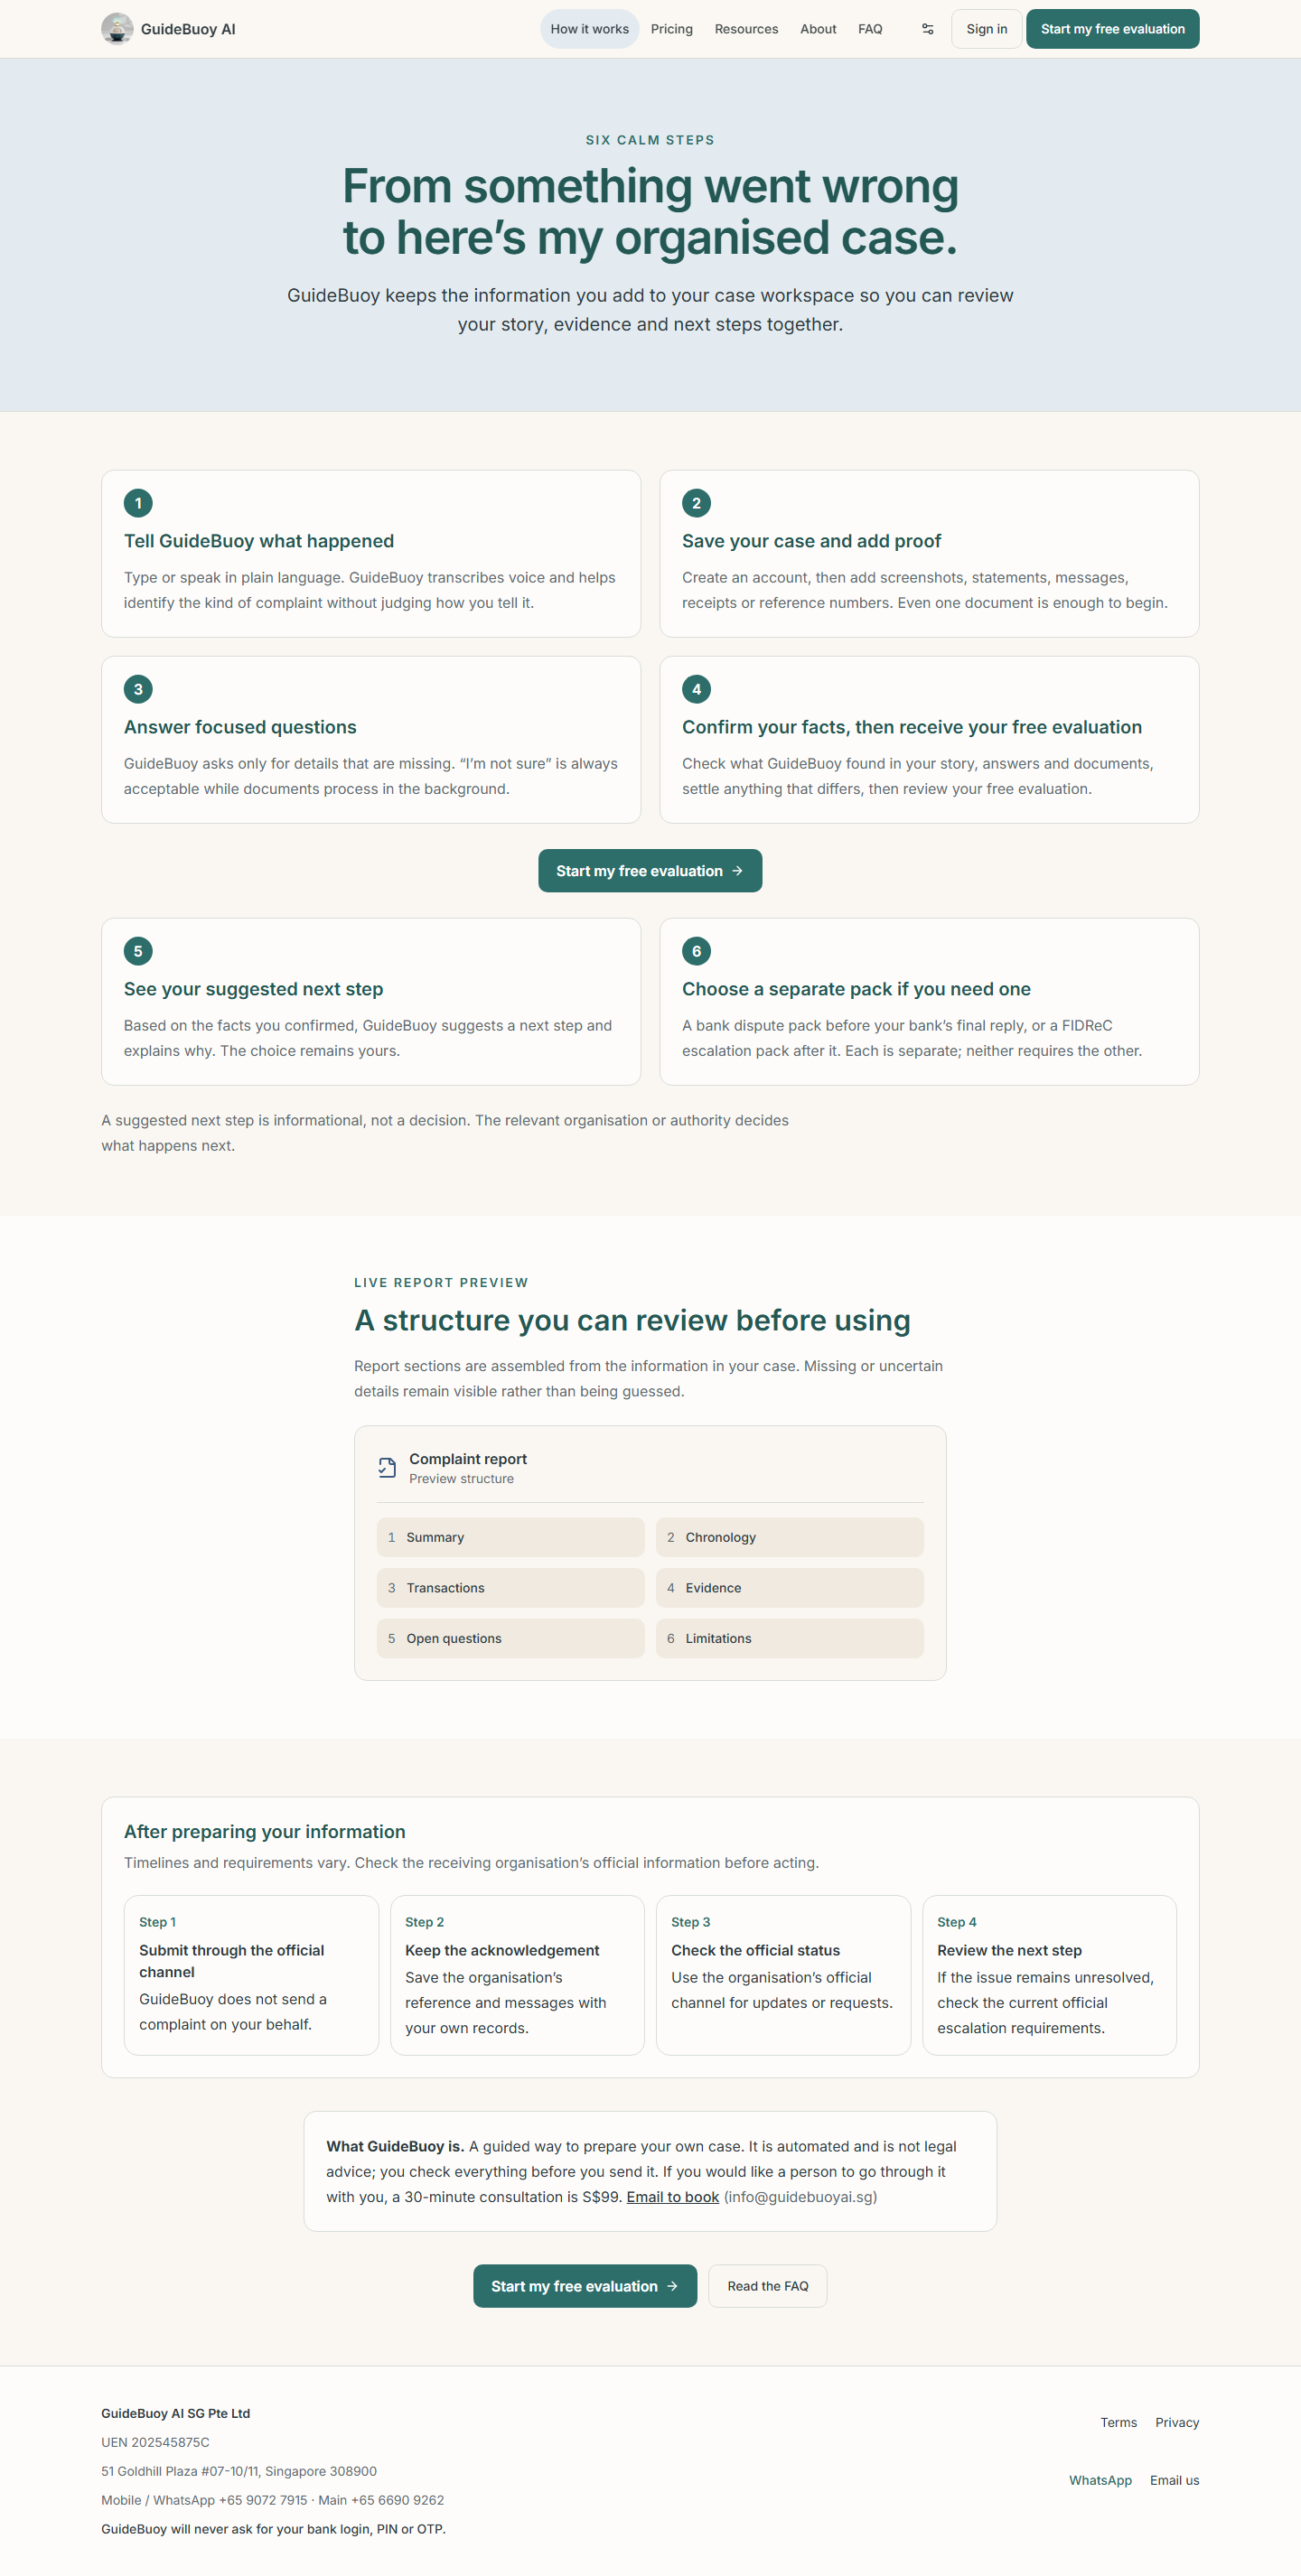 GuideBuoy AI
How it works
Pricing
Resources
About
FAQ
Sign in
Start my free evaluation
SIX CALM STEPS
From something went wrong
to here’s my organised case.
GuideBuoy keeps the information you add to your case workspace so you can review
your story, evidence and next steps together.
1
Tell GuideBuoy what happened
Type or speak in plain language. GuideBuoy transcribes voice and helps
identify the kind of complaint without judging how you tell it.
2
Save your case and add proof
Create an account, then add screenshots, statements, messages,
receipts or reference numbers. Even one document is enough to begin.
3
Answer focused questions
GuideBuoy asks only for details that are missing. “I’m not sure” is always
acceptable while documents process in the background.
4
Confirm your facts, then receive your free evaluation
Check what GuideBuoy found in your story, answers and documents,
settle anything that differs, then review your free evaluation.
Start my free evaluation →
5
See your suggested next step
Based on the facts you confirmed, GuideBuoy suggests a next step and
explains why. The choice remains yours.
6
Choose a separate pack if you need one
A bank dispute pack before your bank’s final reply, or a FIDReC
escalation pack after it. Each is separate; neither requires the other.
A suggested next step is informational, not a decision. The relevant organisation or authority decides
what happens next.
LIVE REPORT PREVIEW
A structure you can review before using
Report sections are assembled from the information in your case. Missing or uncertain
details remain visible rather than being guessed.
Complaint report
Preview structure
1 Summary
2 Chronology
3 Transactions
4 Evidence
5 Open questions
6 Limitations
After preparing your information
Timelines and requirements vary. Check the receiving organisation’s official information before acting.
Step 1
Submit through the official
channel
GuideBuoy does not send a
complaint on your behalf.
Step 2
Keep the acknowledgement
Save the organisation’s
reference and messages with
your own records.
Step 3
Check the official status
Use the organisation’s official
channel for updates or requests.
Step 4
Review the next step
If the issue remains unresolved,
check the current official
escalation requirements.
What GuideBuoy is. A guided way to prepare your own case. It is automated and is not legal
advice; you check everything before you send it. If you would like a person to go through it
with you, a 30-minute consultation is S$99. Email to book (info@guidebuoyai.sg)
Start my free evaluation →
Read the FAQ
GuideBuoy AI SG Pte Ltd
UEN 202545875C
51 Goldhill Plaza #07-10/11, Singapore 308900
Mobile / WhatsApp +65 9072 7915 · Main +65 6690 9262
GuideBuoy will never ask for your bank login, PIN or OTP.
Terms
Privacy
WhatsApp
Email us